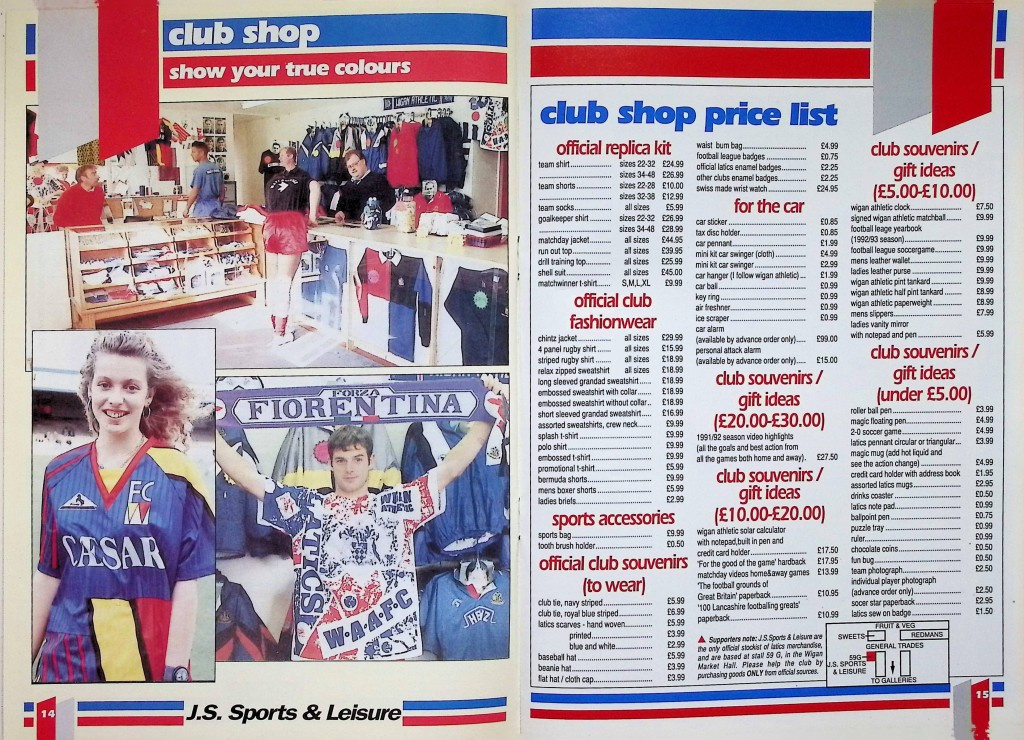 club shop
show your true colours
WIGAN ATHLETIC
FORZA
FIORENTINA
FC
CÆSAR
WIGAN
ATHLETIC
LATICS
W·A·A·F·C
14
J.S. Sports & Leisure
club shop price list
official replica kit
team shirt................ sizes 22-32 £24.99
sizes 34-48 £26.99
team shorts............. sizes 22-28 £10.00
sizes 32-38 £12.99
team socks............. all sizes £5.99
goalkeeper shirt...... sizes 22-32 £26.99
sizes 34-48 £28.99
matchday jacket....... all sizes £44.95
run out top............... all sizes £39.95
drill training top......... all sizes £25.99
shell suit.................. all sizes £45.00
matchwinner t-shirt..... S,M,L,XL £9.99
official club
fashionwear
chintz jacket............ all sizes £29.99
4 panel rugby shirt...... all sizes £15.99
striped rugby shirt...... all sizes £18.99
relax zipped sweatshirt all sizes £18.99
long sleeved grandad sweatshirt..... £18.99
embossed sweatshirt with collar...... £18.99
embossed sweatshirt without collar... £18.99
short sleeved grandad sweatshirt..... £16.99
assorted sweatshirts, crew neck...... £9.99
splash t-shirt.............. £9.99
polo shirt.............. £9.99
embossed t-shirt.............. £9.99
promotional t-shirt.............. £5.99
bermuda shorts.............. £9.99
mens boxer shorts.............. £5.99
ladies briefs.............. £2.99
sports accessories
sports bag.............. £9.99
tooth brush holder.............. £0.50
official club souvenirs
(to wear)
club tie, navy striped.............. £5.99
club tie, royal blue striped.............. £5.99
latics scarves - hand woven.............. £5.99
printed.............. £3.99
blue and white.............. £2.99
baseball hat.............. £5.99
beanie hat.............. £3.99
flat hat / cloth cap.............. £3.99
waist bum bag.............. £4.99
football league badges.............. £0.75
official latics enamel badges.............. £2.25
other clubs enamel badges.............. £2.25
swiss made wrist watch.............. £24.95
for the car
car sticker.............. £0.85
tax disc holder.............. £0.85
car pennant.............. £1.99
mini kit car swinger (cloth).............. £4.99
mini kit car swinger.............. £2.99
car hanger (I follow wigan athletic).... £1.99
car ball.............. £0.99
key ring.............. £0.99
air freshner.............. £0.99
ice scraper.............. £0.99
car alarm
(available by advance order only)..... £99.00
personal attack alarm
(available by advance order only)..... £15.00
club souvenirs /
gift ideas
(£20.00-£30.00)
1991/92 season video highlights
(all the goals and best action from
all the games both home and away). £27.50
club souvenirs /
gift ideas
(£10.00-£20.00)
wigan athletic solar calculator
with notepad,built in pen and
credit card holder.............. £17.50
'For the good of the game' hardback £17.95
matchday videos home&away games £13.99
'The football grounds of
Great Britain' paperback.............. £10.95
'100 Lancashire footballing greats'
paperback.............. £10.99
▲ Supporters note: J.S.Sports & Leisure are
the only official stockist of latics merchandise,
and are based at stall 59 G, in the Wigan
Market Hall. Please help the club by
purchasing goods ONLY from official sources.
club souvenirs /
gift ideas
(£5.00-£10.00)
wigan athletic clock.............. £7.50
signed wigan athletic matchball........ £9.99
football leage yearbook
(1992/93 season).............. £9.99
football league soccergame.............. £9.99
mens leather wallet.............. £9.99
ladies leather purse.............. £9.99
wigan athletic pint tankard.............. £9.99
wigan athletic half pint tankard.......... £8.99
wigan athletic paperweight.............. £8.99
mens slippers.............. £7.99
ladies vanity mirror
with notepad and pen.............. £5.99
club souvenirs /
gift ideas
(under £5.00)
roller ball pen.............. £3.99
magic floating pen.............. £4.99
2-0 soccer game.............. £4.99
latics pennant circular or triangular... £3.99
magic mug (add hot liquid and
see the action change).............. £4.99
credit card holder with address book £1.95
assorted latics mugs.............. £2.95
drinks coaster.............. £0.50
latics note pad.............. £0.99
ballpoint pen.............. £0.75
puzzle tray.............. £0.99
ruler.............. £0.99
chocolate coins.............. £0.50
fun bug.............. £0.50
team photograph.............. £2.50
individual player photograph
(advance order only).............. £2.50
socer star paperback.............. £2.95
latics sew on badge.............. £1.50
FRUIT & VEG
SWEETS
REDMANS
GENERAL TRADES
59G
J.S. SPORTS
& LEISURE
TO GALLERIES
15